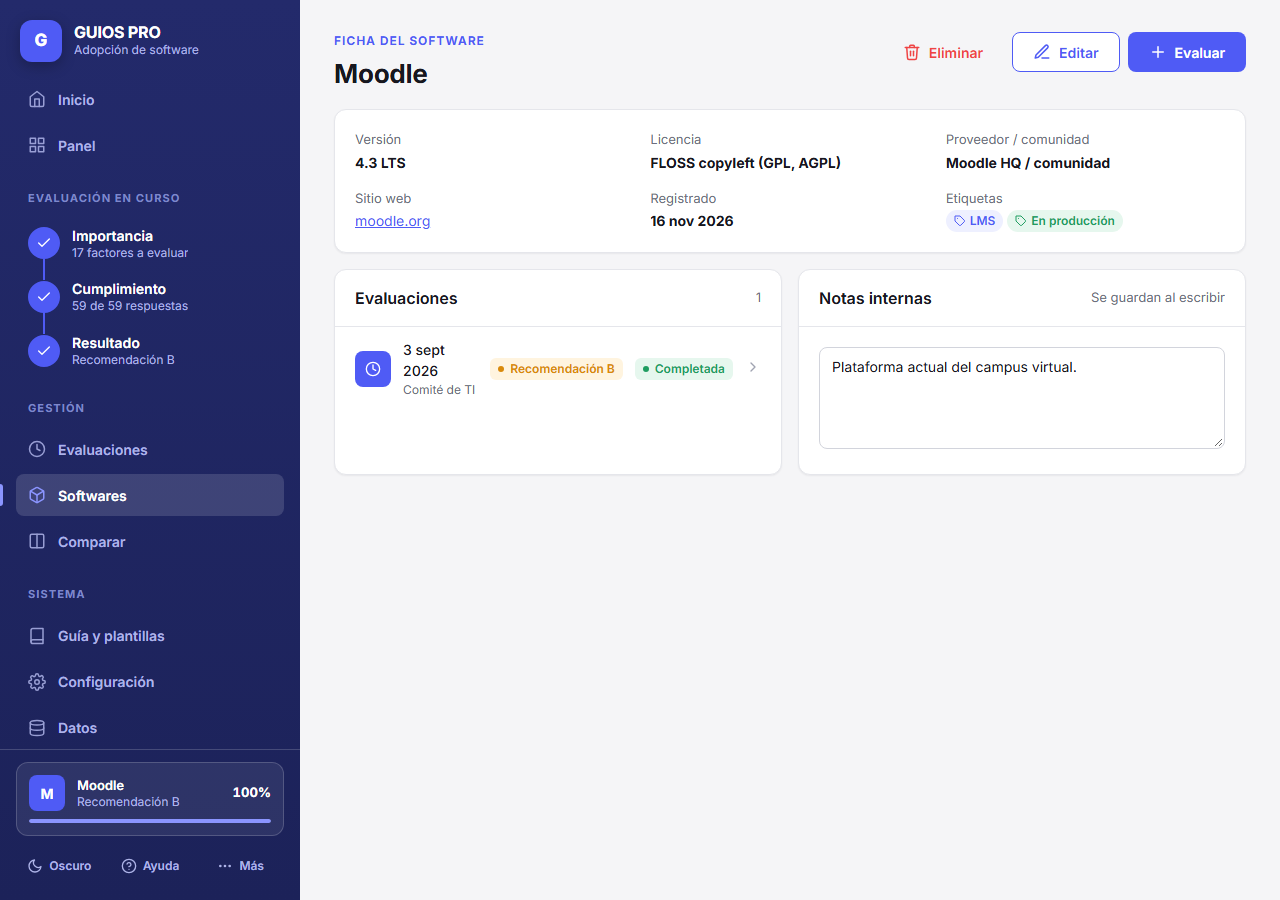 G
GUIOS PRO
Adopción de software
Inicio
Panel
EVALUACIÓN EN CURSO
Importancia
17 factores a evaluar
Cumplimiento
59 de 59 respuestas
Resultado
Recomendación B
GESTIÓN
Evaluaciones
Softwares
Comparar
SISTEMA
Guía y plantillas
Configuración
Datos
M
Moodle
Recomendación B
100%
Oscuro
Ayuda
Más
FICHA DEL SOFTWARE
Moodle
Eliminar
Editar
Evaluar
Versión
4.3 LTS
Licencia
FLOSS copyleft (GPL, AGPL)
Proveedor / comunidad
Moodle HQ / comunidad
Sitio web
moodle.org
Registrado
16 nov 2026
Etiquetas
LMS
En producción
Evaluaciones
1
3 sept
2026
Comité de TI
Recomendación B
Completada
Notas internas
Se guardan al escribir
Plataforma actual del campus virtual.